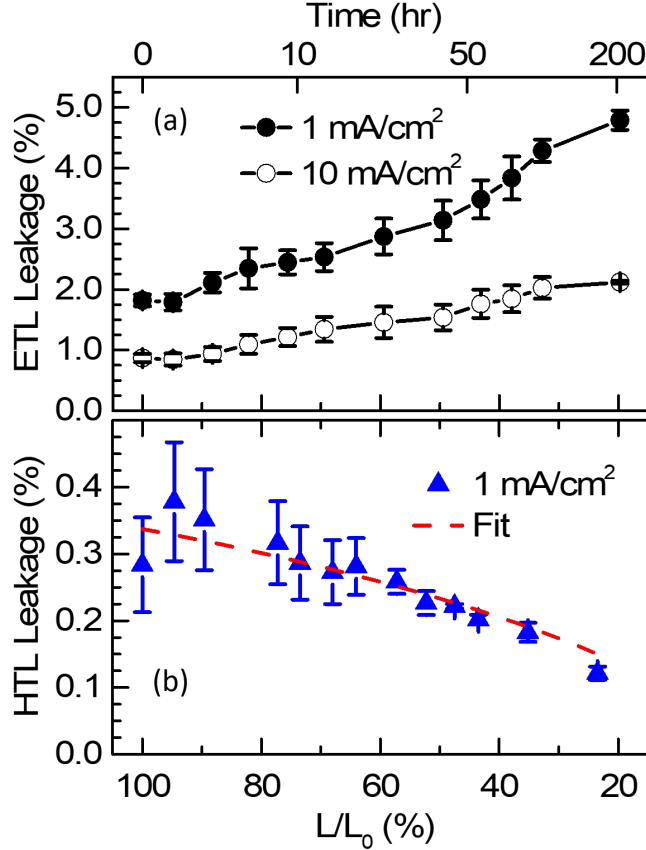 Time (hr)
0 10 50 200
ETL Leakage (%)
5.0
4.0
3.0
2.0
1.0
0.0
(a)
1 mA/cm²
10 mA/cm²
HTL Leakage (%)
0.4
0.3
0.2
0.1
0.0
1 mA/cm²
Fit
(b)
100 80 60 40 20
L/L₀ (%)